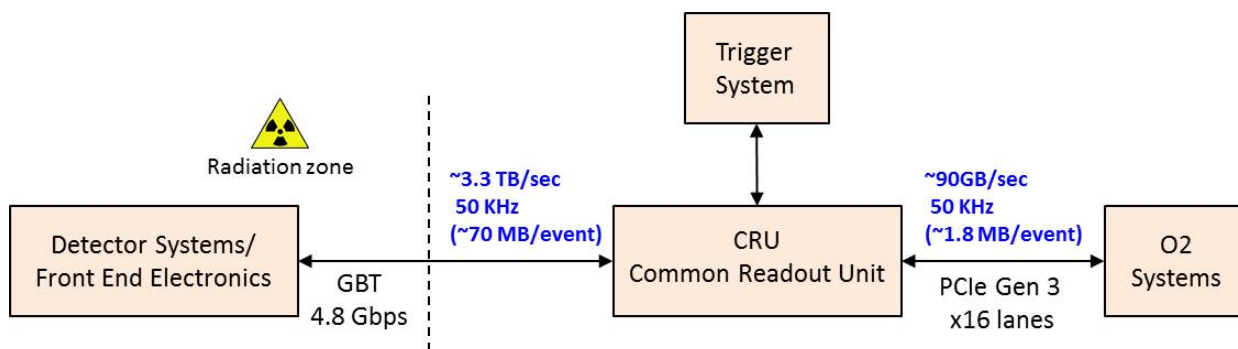 Trigger
System
Radiation zone
~3.3 TB/sec
50 KHz
(~70 MB/event)
~90GB/sec
50 KHz
(~1.8 MB/event)
Detector Systems/
Front End Electronics
GBT
4.8 Gbps
CRU
Common Readout Unit
PCIe Gen 3
x16 lanes
O2
Systems